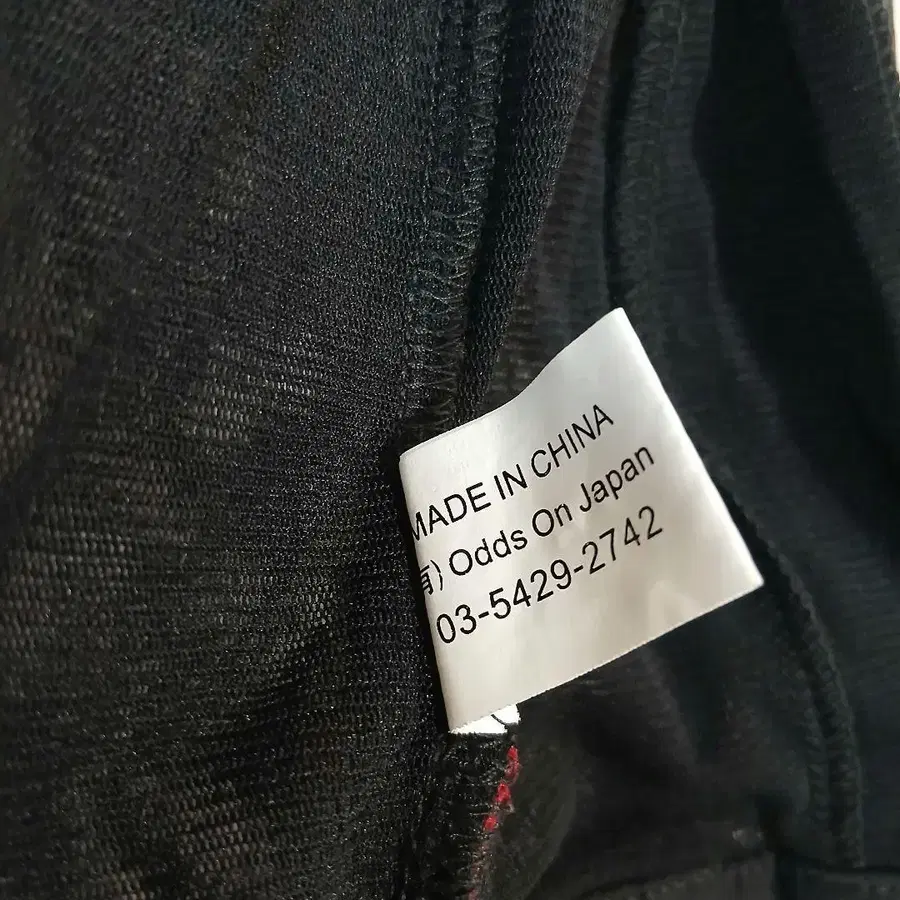 MADE IN CHINA
有) Odds On Japan
03-5429-2742